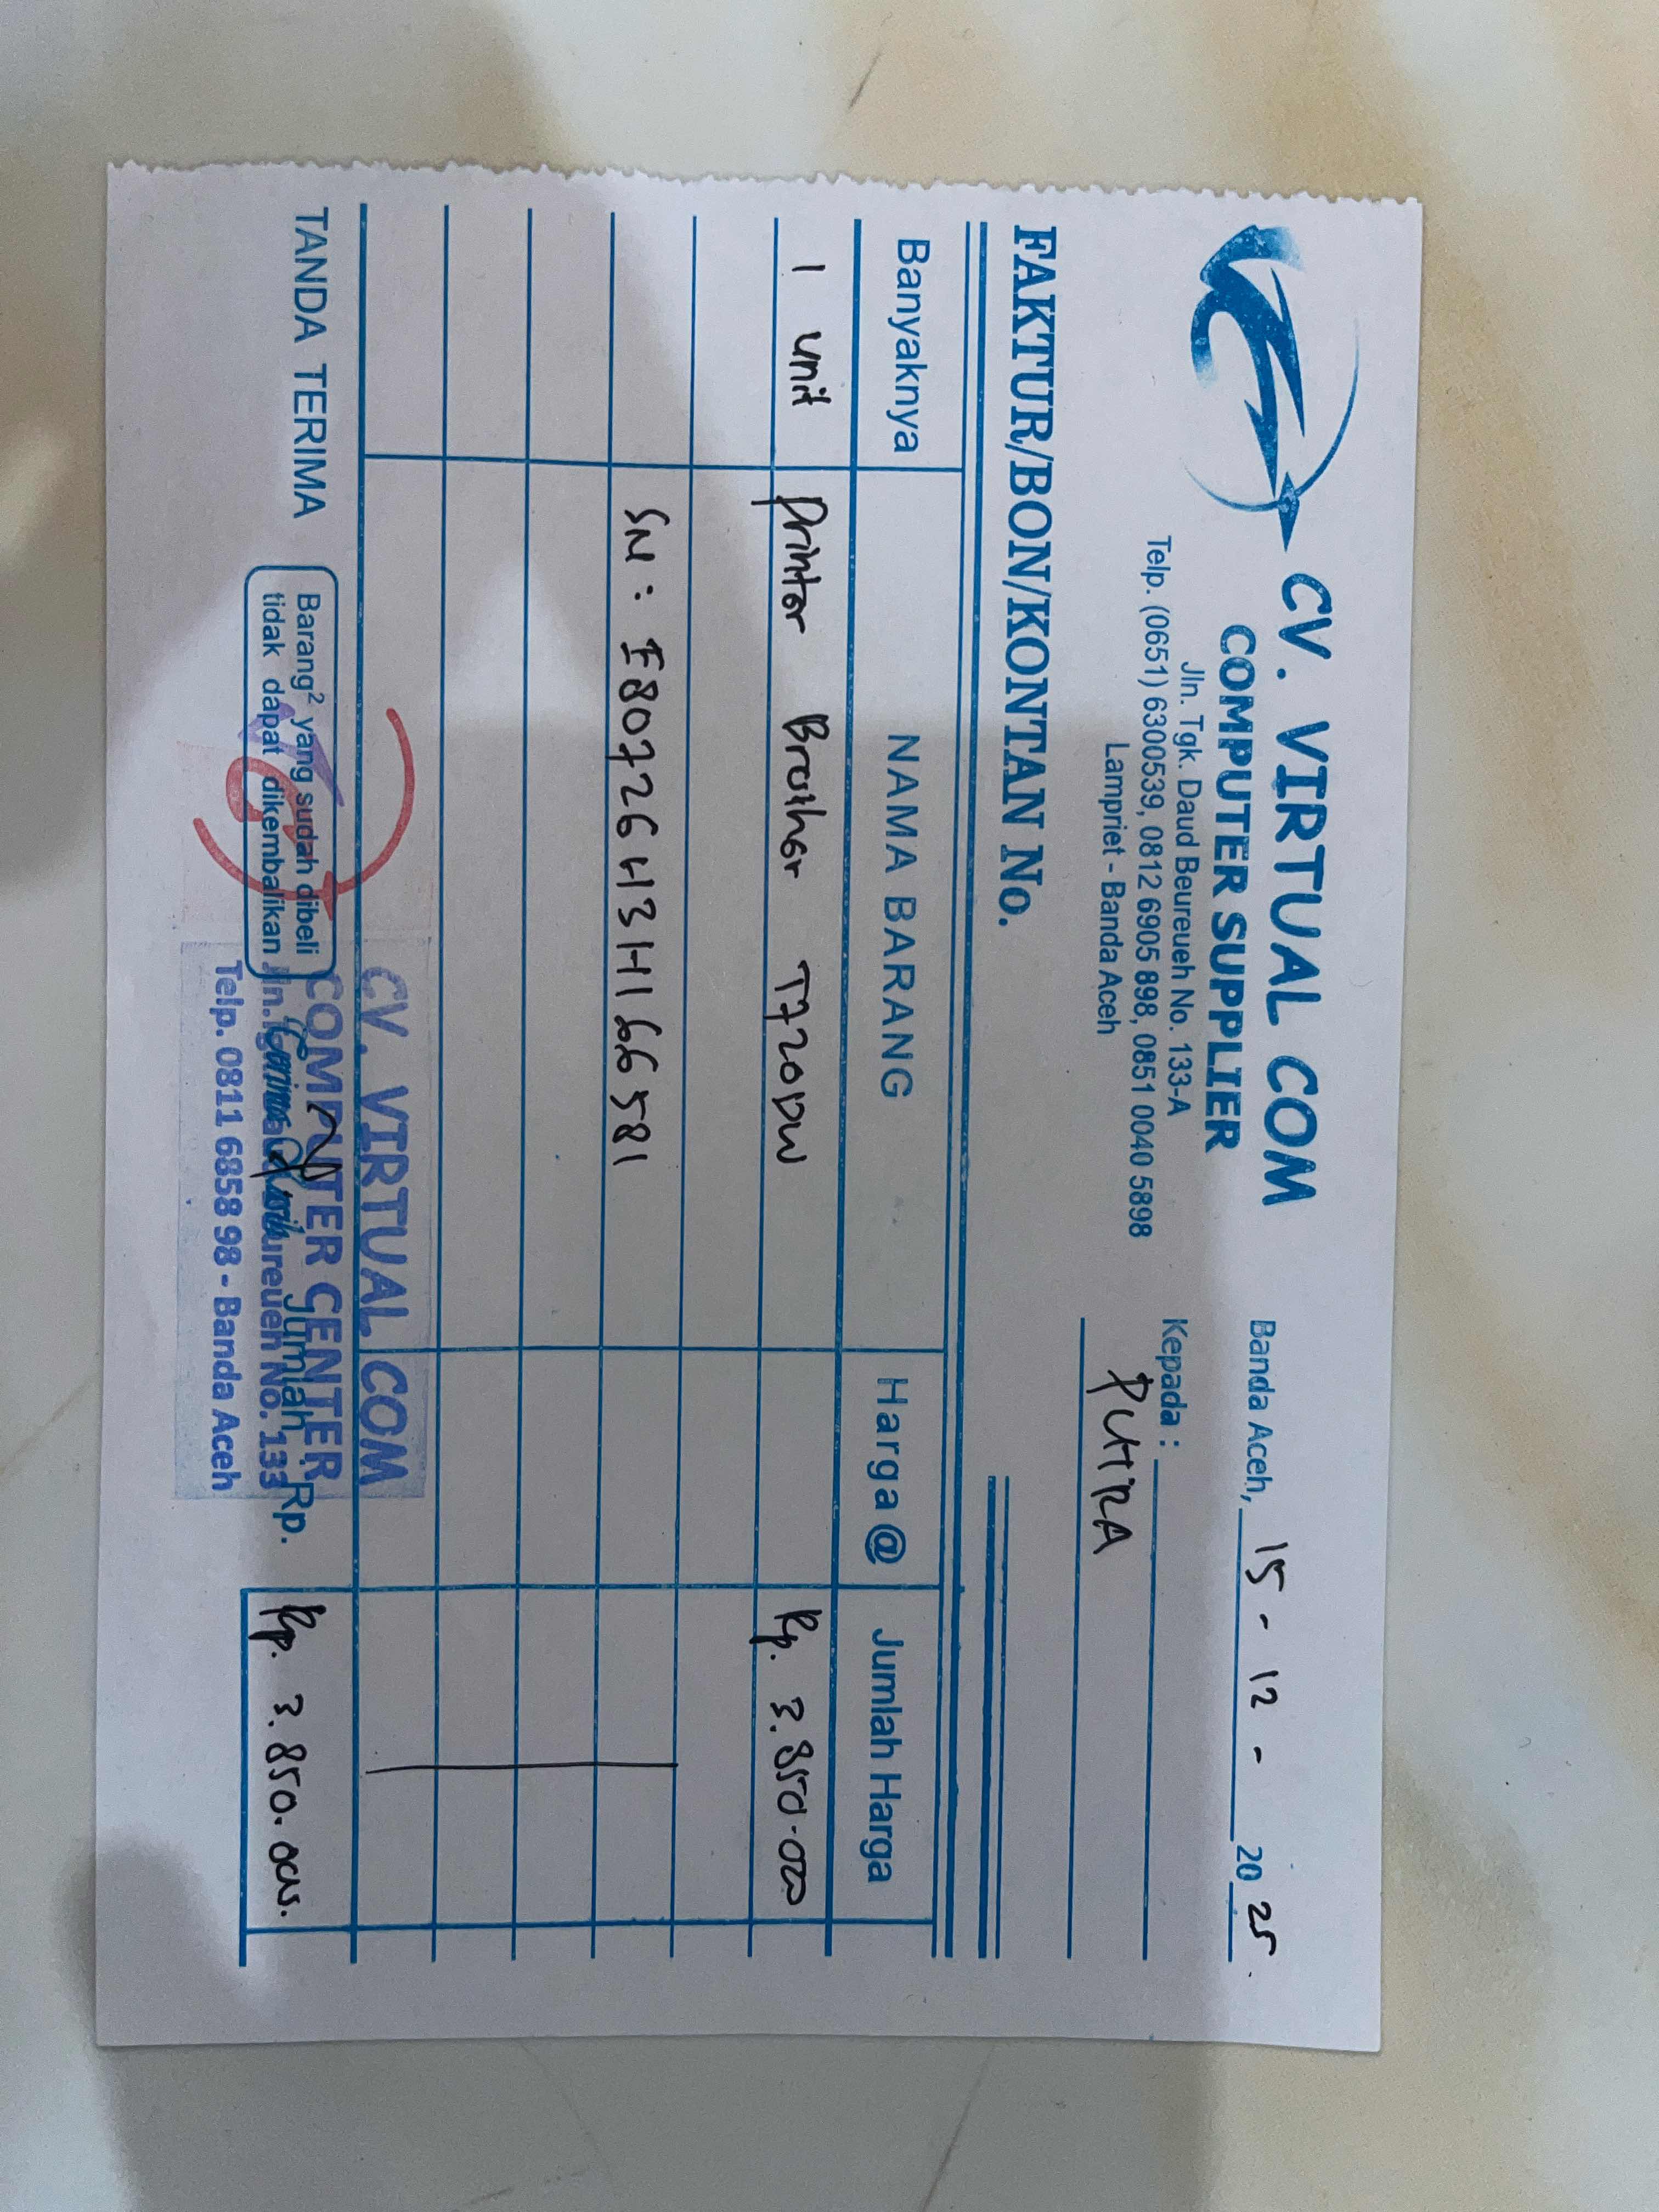 CV. VIRTUAL COM
COMPUTER SUPPLIER
Jln. Tgk. Daud Beureueh No. 133-A
Telp. (0651) 6300539, 0812 6905 898, 0851 0040 5898
Lampriet - Banda Aceh
Banda Aceh, 15 - 12 - 2025.
Kepada :
PUTRA
FAKTUR/BON/KONTAN No.
Banyaknya NAMA BARANG Harga @ Jumlah Harga
1 unit Printer Brother T720DW Rp. 3.850.000
SN : E80726H3H166581
TANDA TERIMA
Barang² yang sudah dibeli
tidak dapat dikembalikan
Jumlah Rp. Rp. 3.850.000.
CV. VIRTUAL COM
COMPUTER CENTER
Beureueh No. 133
Telp. 0811 6858 98 - Banda Aceh